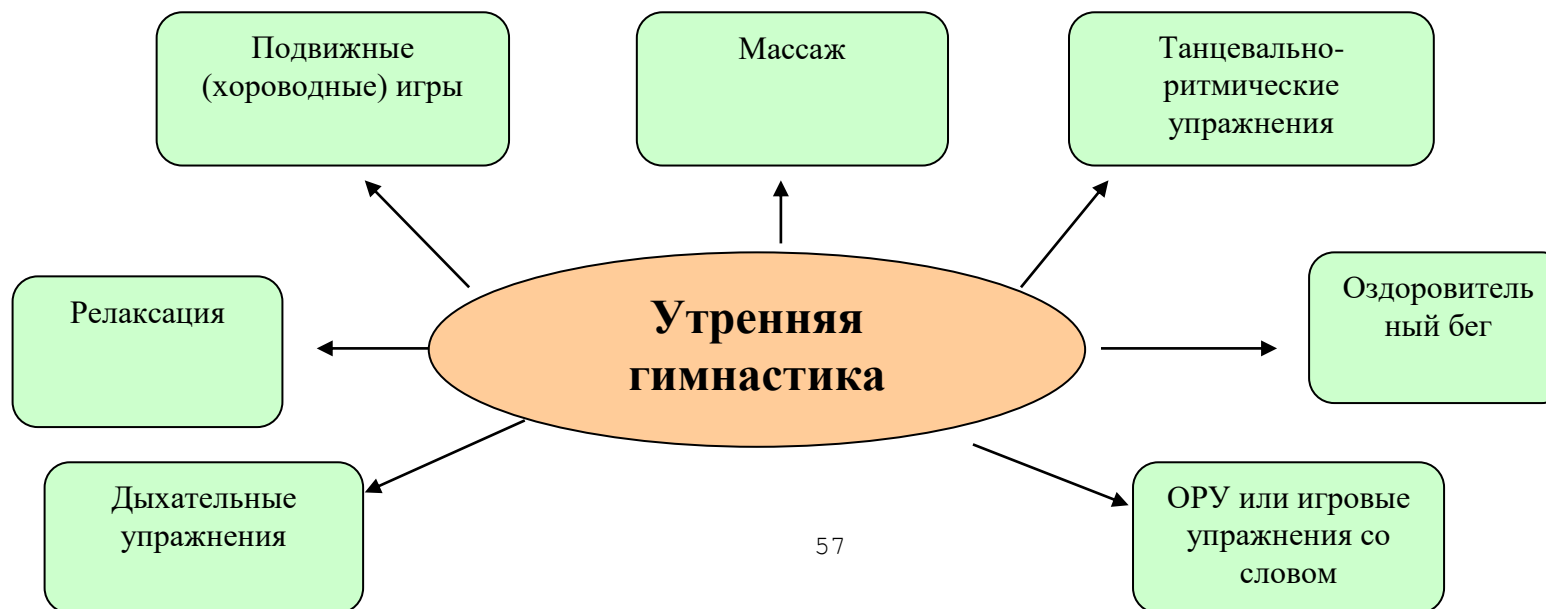 Подвижные
(хороводные) игры
Массаж
Танцевально-
ритмические
упражнения
Релаксация
Утренняя
гимнастика
Оздоровитель
ный бег
Дыхательные
упражнения
ОРУ или игровые
упражнения со
словом
57